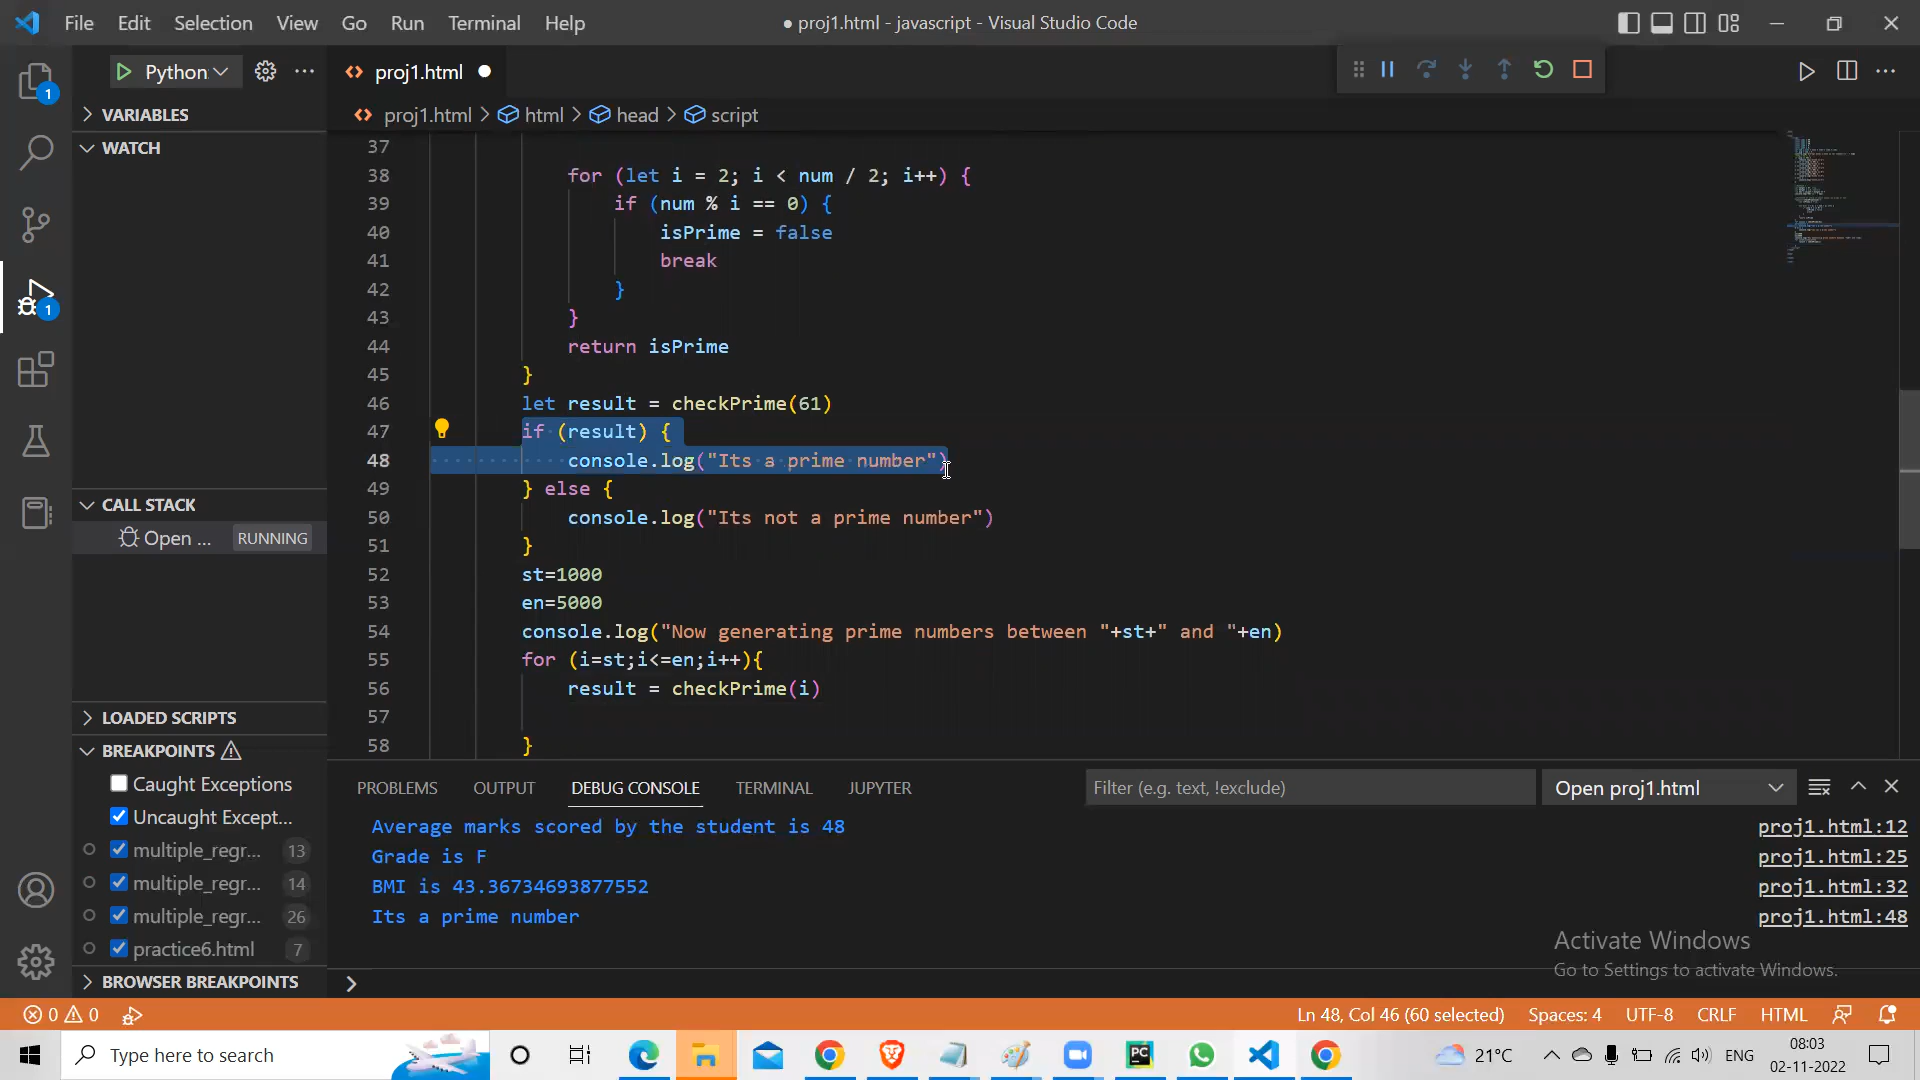 File Edit Selection View Go Run Terminal Help
● proj1.html - javascript - Visual Studio Code
Python
proj1.html
proj1.html > html > head > script
VARIABLES
WATCH
CALL STACK
Open ... RUNNING
LOADED SCRIPTS
BREAKPOINTS
Caught Exceptions
Uncaught Except...
multiple_regr... 13
multiple_regr... 14
multiple_regr... 26
practice6.html 7
BROWSER BREAKPOINTS
1
1
37
38 for (let i = 2; i < num / 2; i++) {
39 if (num % i == 0) {
40 isPrime = false
41 break
42 }
43 }
44 return isPrime
45 }
46 let result = checkPrime(61)
47 if (result) {
48 console.log("Its a prime number")
49 } else {
50 console.log("Its not a prime number")
51 }
52 st=1000
53 en=5000
54 console.log("Now generating prime numbers between "+st+" and "+en)
55 for (i=st;i<=en;i++){
56 result = checkPrime(i)
57
58 }
PROBLEMS OUTPUT DEBUG CONSOLE TERMINAL JUPYTER
Filter (e.g. text, !exclude)
Open proj1.html
Average marks scored by the student is 48 proj1.html:12
Grade is F proj1.html:25
BMI is 43.36734693877552 proj1.html:32
Its a prime number proj1.html:48
Activate Windows
Go to Settings to activate Windows.
0 0
Ln 48, Col 46 (60 selected) Spaces: 4 UTF-8 CRLF HTML
Type here to search
21°C
ENG
08:03
02-11-2022